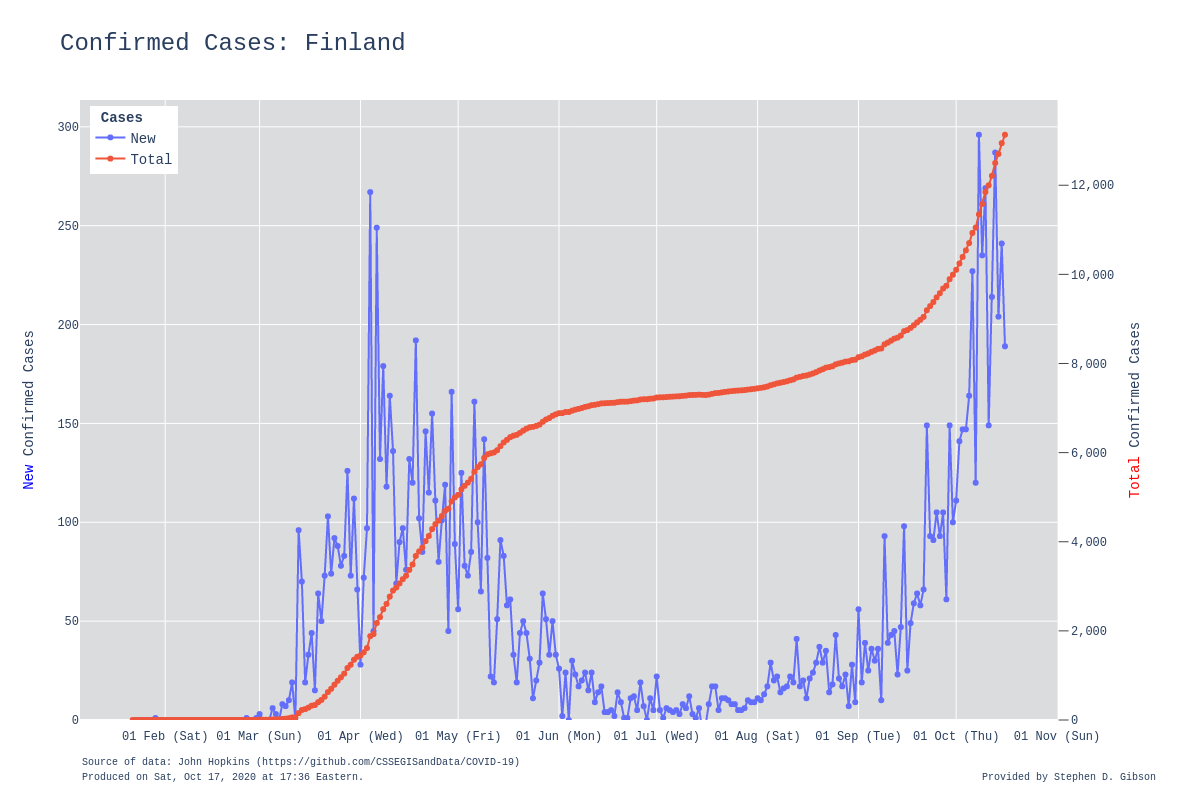 Confirmed Cases: Finland
Cases
New
Total
300
250
200
150
100
50
0
New Confirmed Cases
12,000
10,000
8,000
6,000
4,000
2,000
0
Total Confirmed Cases
01 Feb (Sat) 01 Mar (Sun) 01 Apr (Wed) 01 May (Fri) 01 Jun (Mon) 01 Jul (Wed) 01 Aug (Sat) 01 Sep (Tue) 01 Oct (Thu) 01 Nov (Sun)
Source of data: John Hopkins (https://github.com/CSSEGISandData/COVID-19)
Produced on Sat, Oct 17, 2020 at 17:36 Eastern.
Provided by Stephen D. Gibson